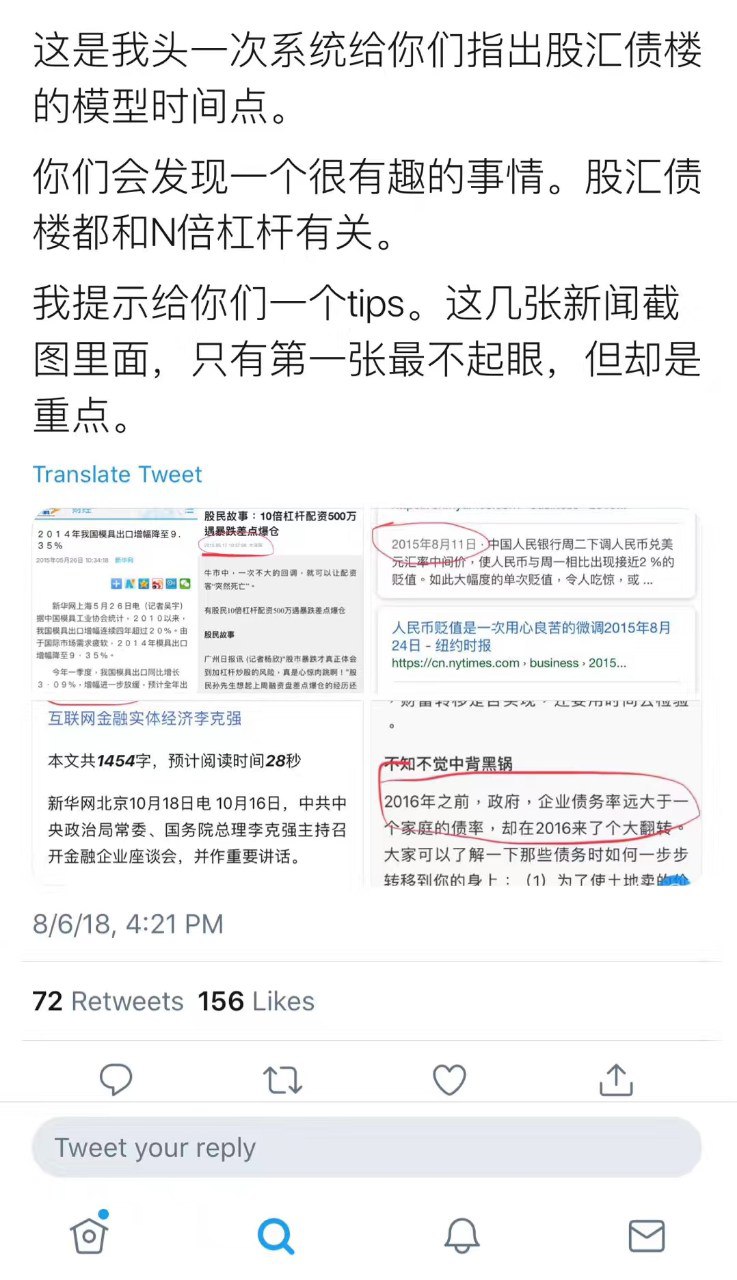 这是我头一次系统给你们指出股汇债楼
的模型时间点。
你们会发现一个很有趣的事情。股汇债
楼都和N倍杠杆有关。
我提示给你们一个tips。这几张新闻截
图里面，只有第一张最不起眼，但却是
重点。
Translate Tweet
2014年我国模具出口增幅降至9.
35%
2015年05月26日 10:34:18 新华网
新华网上海5月26日电（记者吴宇）
据中国模具工业协会统计，2010以来，
我国模具出口增幅连续四年超过20%。由
于国际市场需求疲软，2014年模具出口
增幅降至9．35%。
今年一季度，我国模具出口同比增长
3．09%，增幅进一步放缓，预计全年出
股民故事：10倍杠杆配资500万
遇暴跌差点爆仓
牛市中，一次不大的回调，就可以让配资
客“突然死亡”。
有股民10倍杠杆配资500万遇暴跌差点爆仓
股民故事
广州日报讯 (记者杨欣)“股市暴跌才真正体会
到加杠杆炒股的风险，真是心惊肉跳啊！”股
民孙先生想起上周融资盘差点爆仓的经历还
2015年8月11日 · 中国人民银行周二下调人民币兑美
元汇率中间价，使人民币与周一相比出现接近2 %的
贬值。如此大幅度的单次贬值，令人吃惊，或 ...
人民币贬值是一次用心良苦的微调2015年8月
24日 - 纽约时报
https://cn.nytimes.com › business › 2015...
互联网金融实体经济李克强
本文共1454字，预计阅读时间28秒
新华网北京10月18日电 10月16日，中共中
央政治局常委、国务院总理李克强主持召
开金融企业座谈会，并作重要讲话。
。
不知不觉中背黑锅
2016年之前，政府，企业债务率远大于一
个家庭的债率，却在2016来了个大翻转。
大家可以了解一下那些债务时如何一步步
转移到你的身上：（1）为了使土地卖的价
8/6/18, 4:21 PM
72 Retweets 156 Likes
Tweet your reply